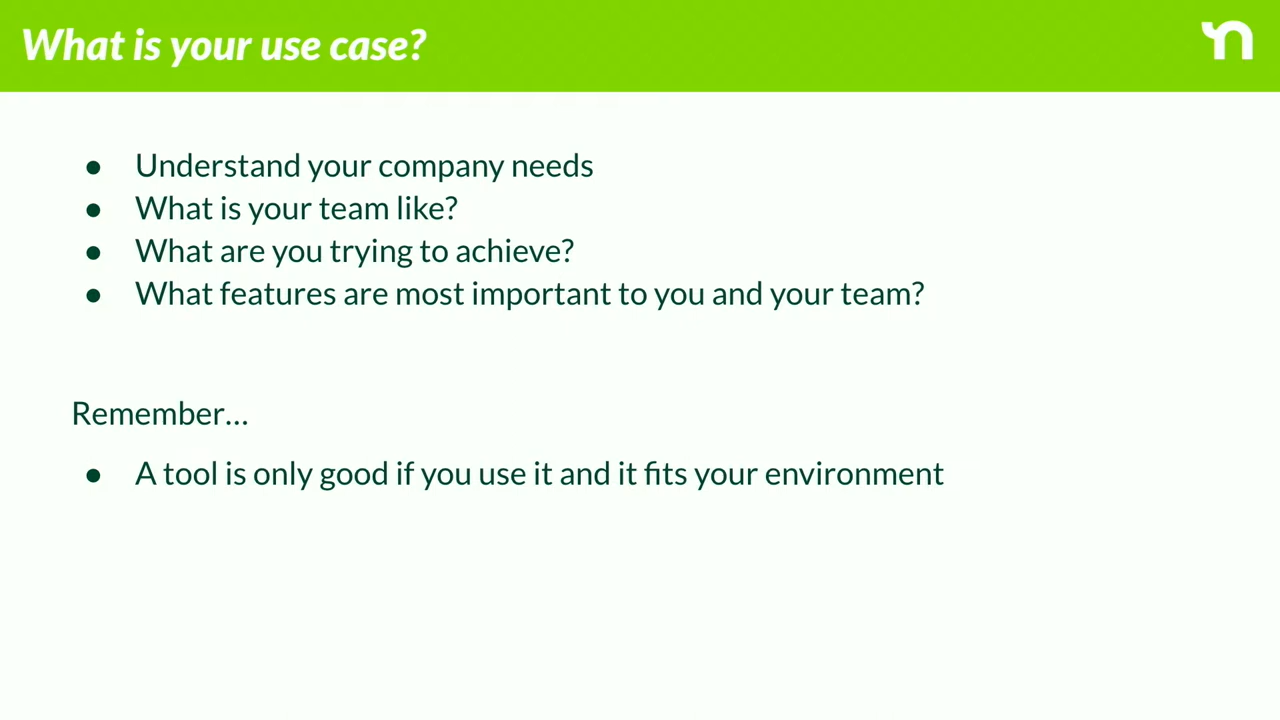 What is your use case?
● Understand your company needs
● What is your team like?
● What are you trying to achieve?
● What features are most important to you and your team?
Remember...
● A tool is only good if you use it and it fits your environment